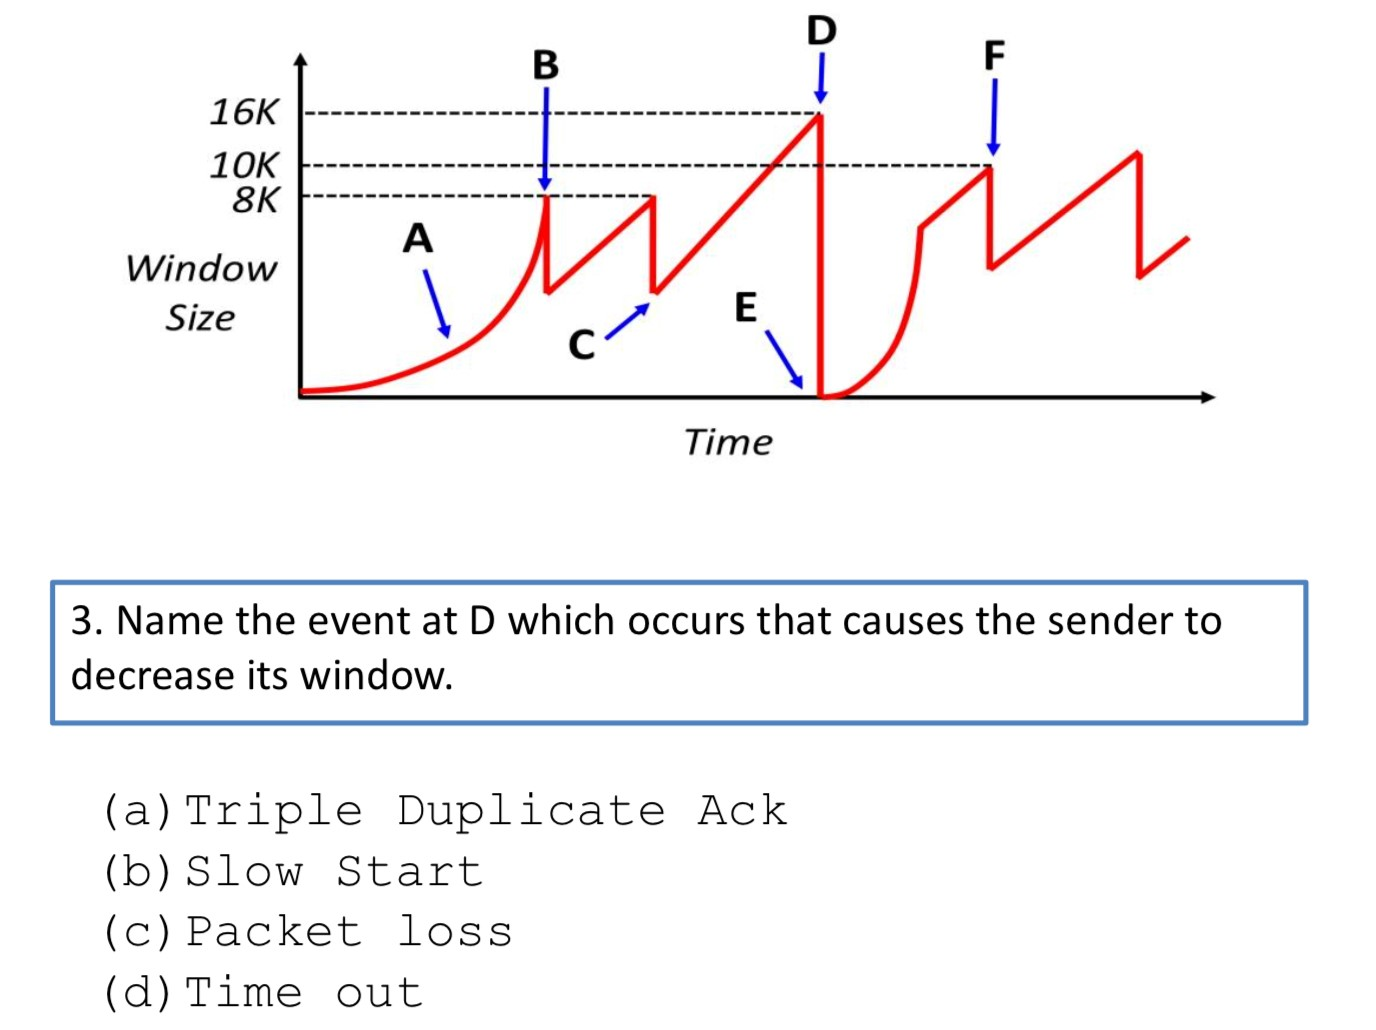 D
B
F
16K
10K
8K
A
Window
Size
E
C
Time
3. Name the event at D which occurs that causes the sender to
decrease its window.
(a) Triple Duplicate Ack
(b) Slow Start
(c) Packet loss
(d) Time out